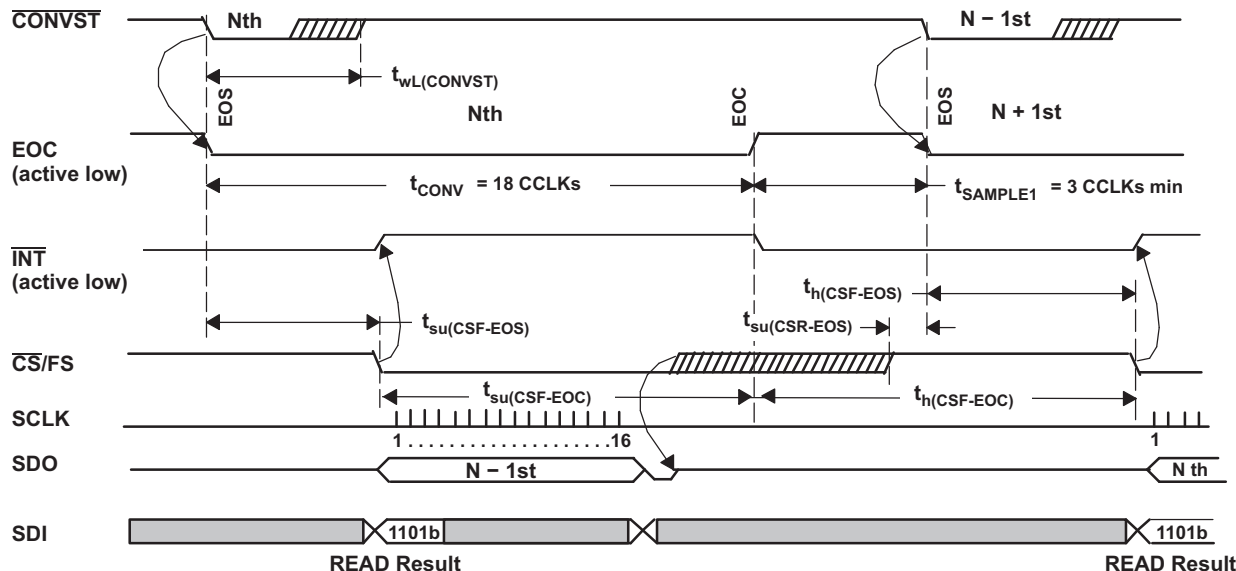 CONVST
Nth
N − 1st
twL(CONVST)
EOS
Nth
EOC
EOS
N + 1st
EOC
(active low)
tCONV = 18 CCLKs
tSAMPLE1 = 3 CCLKs min
INT
(active low)
th(CSF-EOS)
tsu(CSF-EOS)
tsu(CSR-EOS)
CS/FS
tsu(CSF-EOC)
th(CSF-EOC)
SCLK
1 . . . . . . . . . . . . . . . . . . . .16
1
SDO
N − 1st
N th
SDI
1101b
1101b
READ Result
READ Result